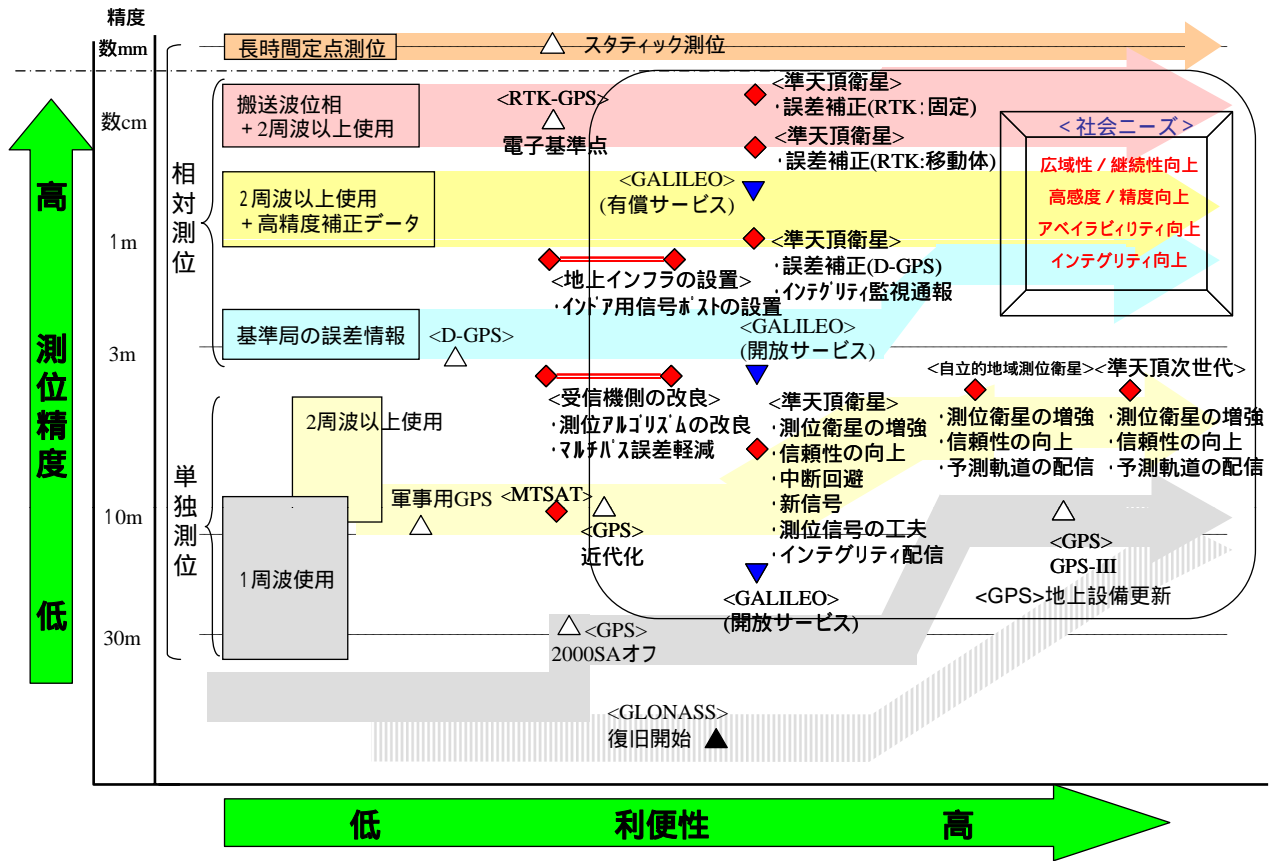 精度
数mm
長時間定点測位
スタティック測位
搬送波位相
+ 2周波以上使用
<RTK-GPS>
電子基準点
<準天頂衛星>
·誤差補正(RTK:固定)
数cm
<準天頂衛星>
·誤差補正(RTK:移動体)
<社会ニーズ>
広域性 / 継続性向上
高感度 / 精度向上
アベイラビィリティ向上
インテグリティ向上
高
測位精度
低
相対測位
2周波以上使用
+ 高精度補正データ
<GALILEO>
(有償サービス)
1m
<準天頂衛星>
·誤差補正(D-GPS)
·インテグリティ監視通報
<地上インフラの設置>
·インドア用信号ポストの設置
基準局の誤差情報
<D-GPS>
<GALILEO>
(開放サービス)
3m
<受信機側の改良>
·測位アルゴリズムの改良
·マルチパス誤差軽減
<準天頂衛星>
·測位衛星の増強
·信頼性の向上
·中断回避
·新信号
·測位信号の工夫
·インテグリティ配信
<自立的地域測位衛星>
·測位衛星の増強
·信頼性の向上
·予測軌道の配信
<準天頂次世代>
·測位衛星の増強
·信頼性の向上
·予測軌道の配信
単独測位
2周波以上使用
軍事用GPS
<MTSAT>
<GPS>
近代化
10m
1周波使用
<GPS>
GPS-III
<GPS>地上設備更新
<GALILEO>
(開放サービス)
30m
<GPS>
2000SAオフ
<GLONASS>
復旧開始
低
利便性
高